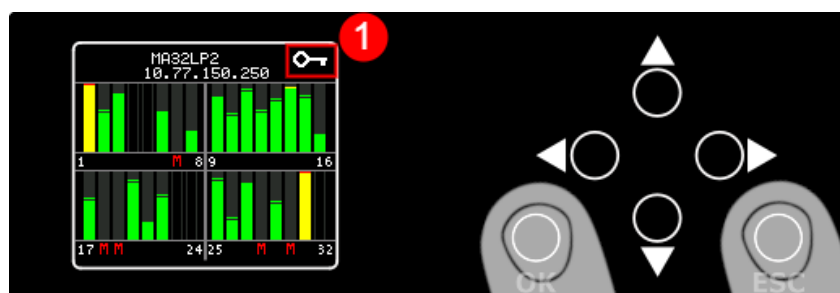 1
MA32LP2
10.77.150.250
1 M 8 9 16
17 M M 24 25 M M 32
OK ESC